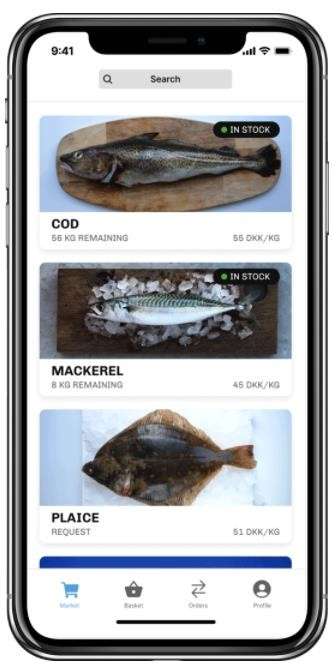 9:41
Search
IN STOCK
COD
56 KG REMAINING 55 DKK/KG
IN STOCK
MACKEREL
8 KG REMAINING 45 DKK/KG
PLAICE
REQUEST 51 DKK/KG
Market Basket Orders Profile